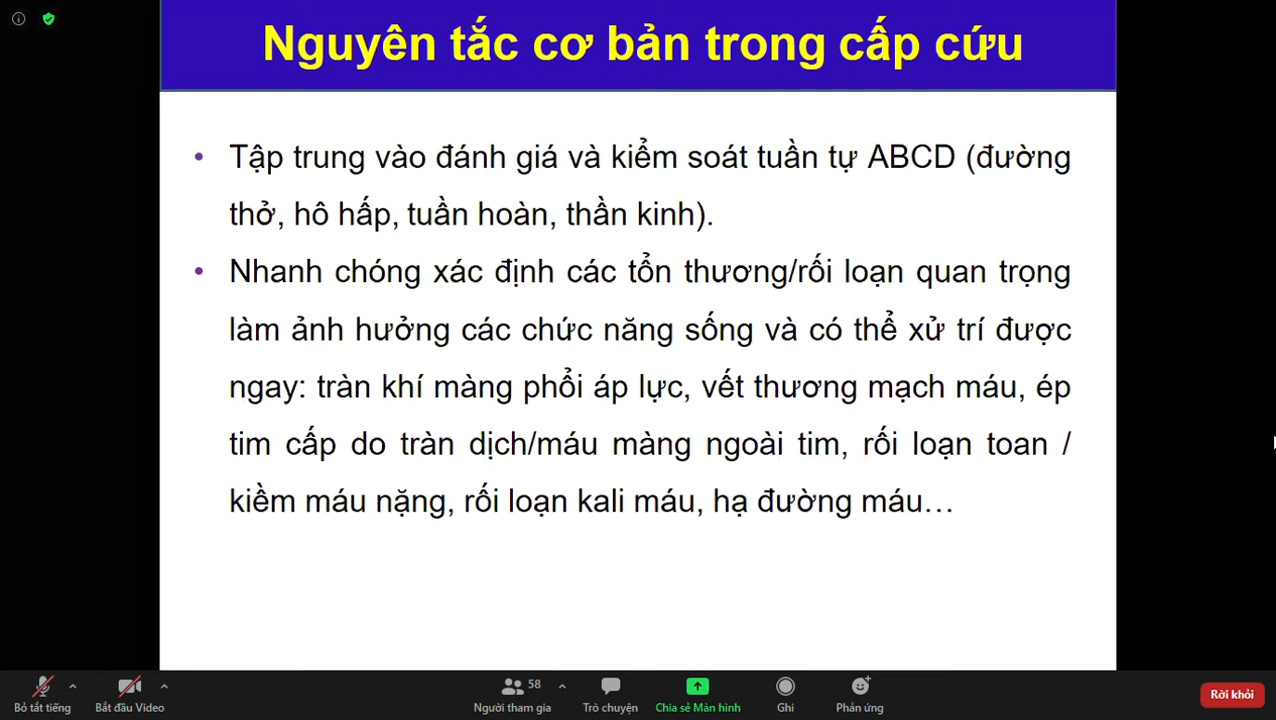 Nguyên tắc cơ bản trong cấp cứu
• Tập trung vào đánh giá và kiểm soát tuần tự ABCD (đường
thở, hô hấp, tuần hoàn, thần kinh).
• Nhanh chóng xác định các tổn thương/rối loạn quan trọng
làm ảnh hưởng các chức năng sống và có thể xử trí được
ngay: tràn khí màng phổi áp lực, vết thương mạch máu, ép
tim cấp do tràn dịch/máu màng ngoài tim, rối loạn toan /
kiềm máu nặng, rối loạn kali máu, hạ đường máu…
58
Bỏ tắt tiếng Bắt đầu Video Người tham gia Trò chuyện Chia sẻ Màn hình Ghi Phản ứng Rời khỏi